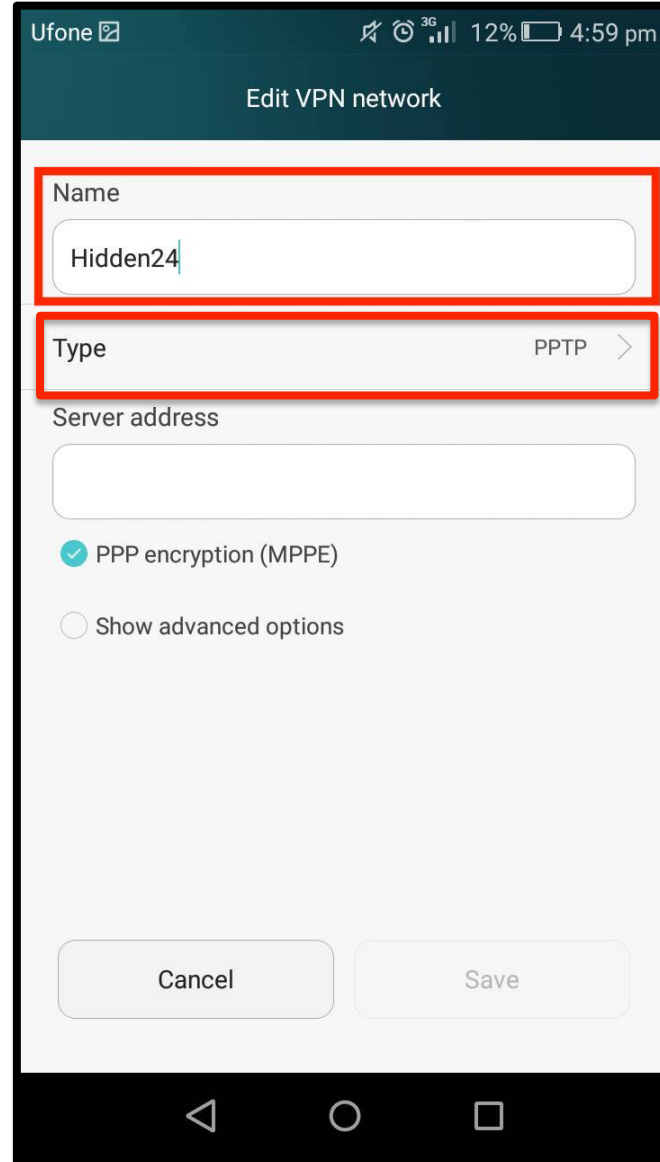 Ufone 3G 12% 4:59 pm
Edit VPN network
Name
Hidden24
Type PPTP
Server address
PPP encryption (MPPE)
Show advanced options
Cancel Save